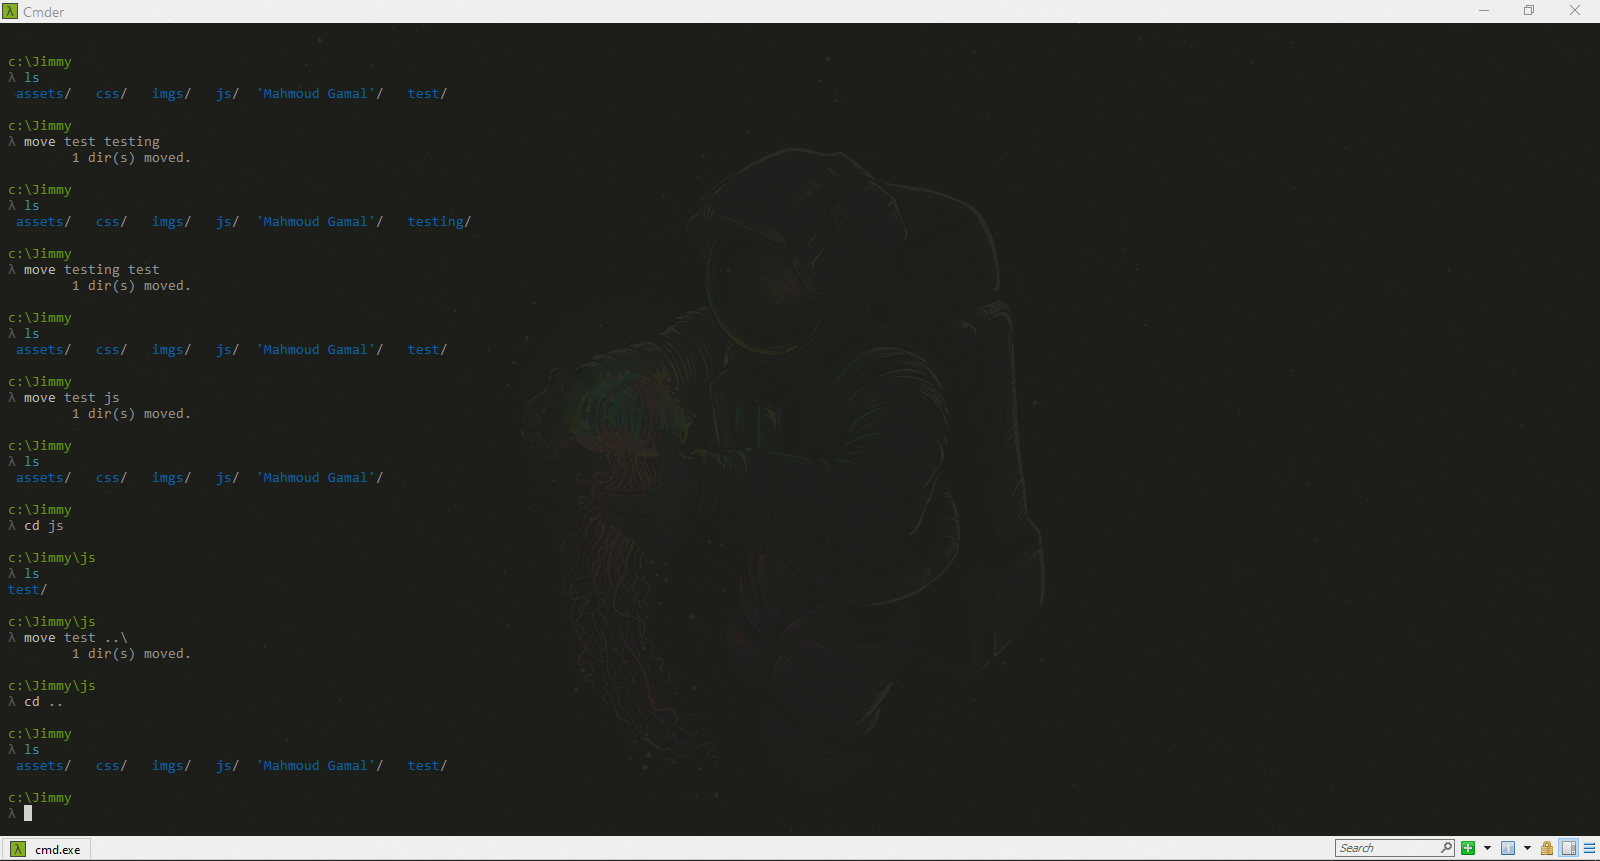 Cmder
c:\Jimmy
λ ls
assets/ css/ imgs/ js/ 'Mahmoud Gamal'/ test/
c:\Jimmy
λ move test testing
1 dir(s) moved.
c:\Jimmy
λ ls
assets/ css/ imgs/ js/ 'Mahmoud Gamal'/ testing/
c:\Jimmy
λ move testing test
1 dir(s) moved.
c:\Jimmy
λ ls
assets/ css/ imgs/ js/ 'Mahmoud Gamal'/ test/
c:\Jimmy
λ move test js
1 dir(s) moved.
c:\Jimmy
λ ls
assets/ css/ imgs/ js/ 'Mahmoud Gamal'/
c:\Jimmy
λ cd js
c:\Jimmy\js
λ ls
test/
c:\Jimmy\js
λ move test ..\
1 dir(s) moved.
c:\Jimmy\js
λ cd ..
c:\Jimmy
λ ls
assets/ css/ imgs/ js/ 'Mahmoud Gamal'/ test/
c:\Jimmy
λ
λ cmd.exe
Search